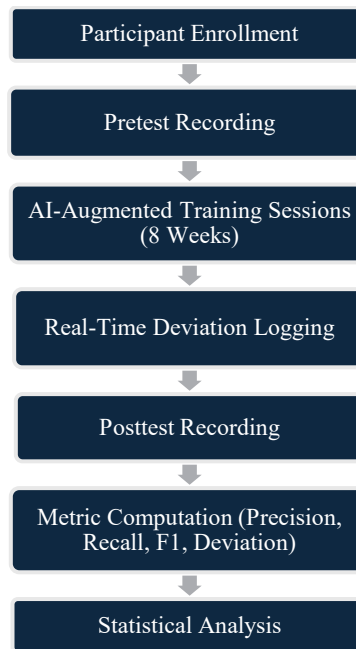 Participant Enrollment
Pretest Recording
AI-Augmented Training Sessions
(8 Weeks)
Real-Time Deviation Logging
Posttest Recording
Metric Computation (Precision,
Recall, F1, Deviation)
Statistical Analysis